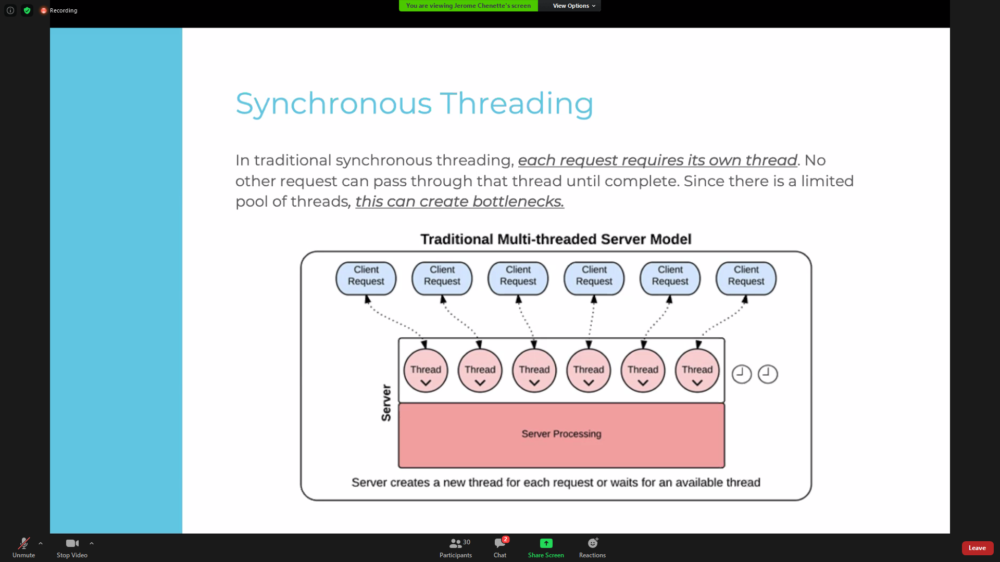 Recording
You are viewing Jerome Chenette's screen
View Options
Synchronous Threading
In traditional synchronous threading, each request requires its own thread. No
other request can pass through that thread until complete. Since there is a limited
pool of threads, this can create bottlenecks.
Traditional Multi-threaded Server Model
Client Request
Client Request
Client Request
Client Request
Client Request
Client Request
Thread
Thread
Thread
Thread
Thread
Thread
Server
Server Processing
Server creates a new thread for each request or waits for an available thread
Unmute
Stop Video
30
Participants
2
Chat
Share Screen
Reactions
Leave